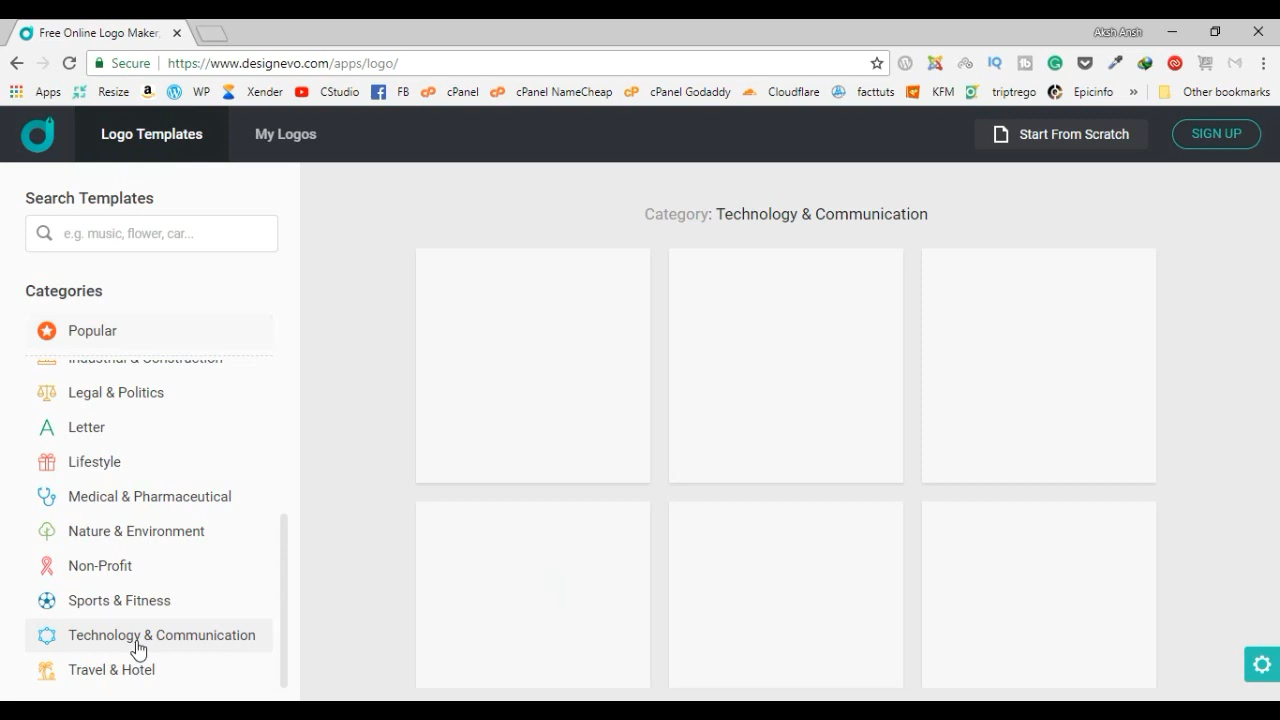 Free Online Logo Maker,
Aksh Ansh
Secure
https://www.designevo.com/apps/logo/
Apps Resize WP Xender CStudio FB cPanel cPanel NameCheap cPanel Godaddy Cloudflare factuts KFM triptrego Epicinfo » Other bookmarks
Logo Templates
My Logos
Start From Scratch
SIGN UP
Search Templates
e.g. music, flower, car...
Categories
Popular
Industrial & Construction
Legal & Politics
Letter
Lifestyle
Medical & Pharmaceutical
Nature & Environment
Non-Profit
Sports & Fitness
Technology & Communication
Travel & Hotel
Category: Technology & Communication